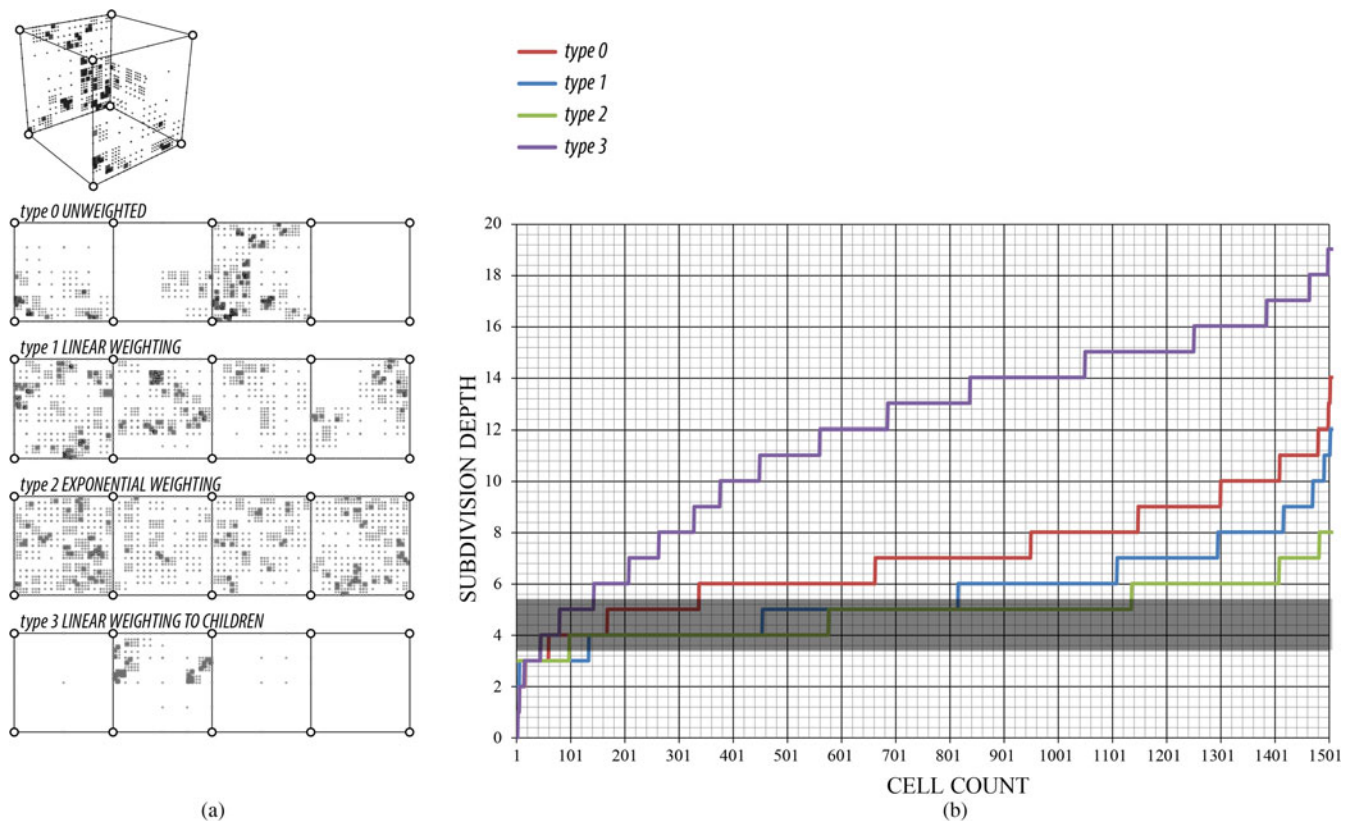 type 0
type 1
type 2
type 3
type 0 UNWEIGHTED
type 1 LINEAR WEIGHTING
type 2 EXPONENTIAL WEIGHTING
type 3 LINEAR WEIGHTING TO CHILDREN
(a)
SUBDIVISION DEPTH
20
18
16
14
12
10
8
6
4
2
0
1 101 201 301 401 501 601 701 801 901 1001 1101 1201 1301 1401 1501
CELL COUNT
(b)